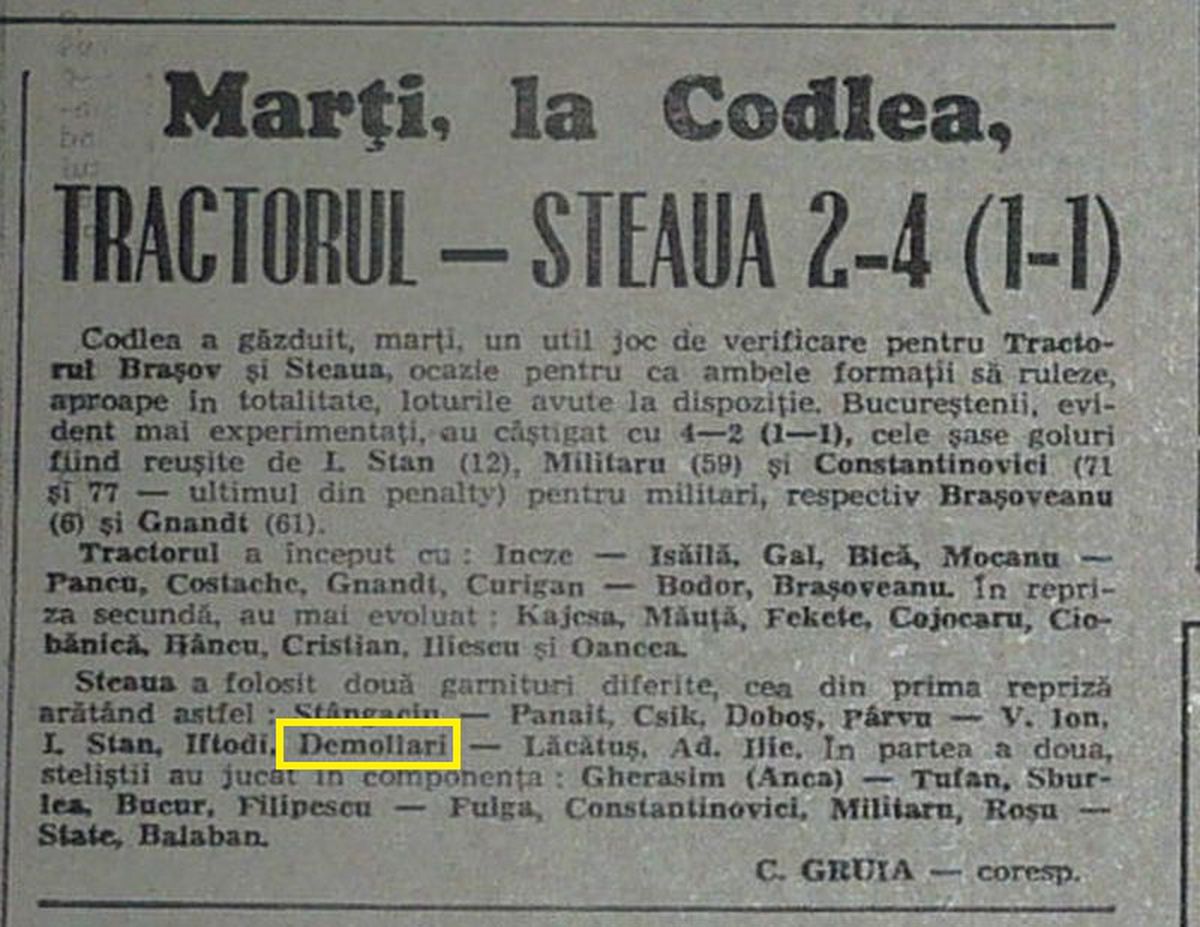 Marţi, la Codlea,
TRACTORUL — STEAUA 2-4 (1-1)
Codlea a găzduit, marţi, un util joc de verificare pentru Tracto-
rul Braşov şi Steaua, ocazie pentru ca ambele formaţii să ruleze,
aproape în totalitate, loturile avute la dispoziţie. Bucureştenii, evi-
dent mai experimentaţi, au câştigat cu 4—2 (1—1), cele şase goluri
fiind reuşite de I. Stan (12), Militaru (59) şi Constantinovici (71
şi 77 — ultimul din penalty) pentru militari, respectiv Braşoveanu
(6) şi Gnandt (61).
Tractorul a început cu : Incze — Isăilă, Gal, Bică, Mocanu —
Pancu, Costache, Gnandt, Curigan — Bodor, Braşoveanu. În repri-
za secundă, au mai evoluat : Kajcsa, Măuţă, Fekete, Cojocaru, Cio-
bănică, Hâncu, Cristian, Iliescu şi Oancea.
Steaua a folosit două garnituri diferite, cea din prima repriză
arătând astfel : Stângaciu — Panait, Csik, Doboş, Pârvu — V. Ion,
I. Stan, Iftodi, Demollari — Lăcătuş, Ad. Ilie. În partea a doua,
steliştii au jucat în componenţa : Gherasim (Anca) — Tufan, Sbur-
lea, Bucur, Filipescu — Fulga, Constantinovici, Militaru, Roşu —
State, Balaban.
C. GRUIA — coresp.